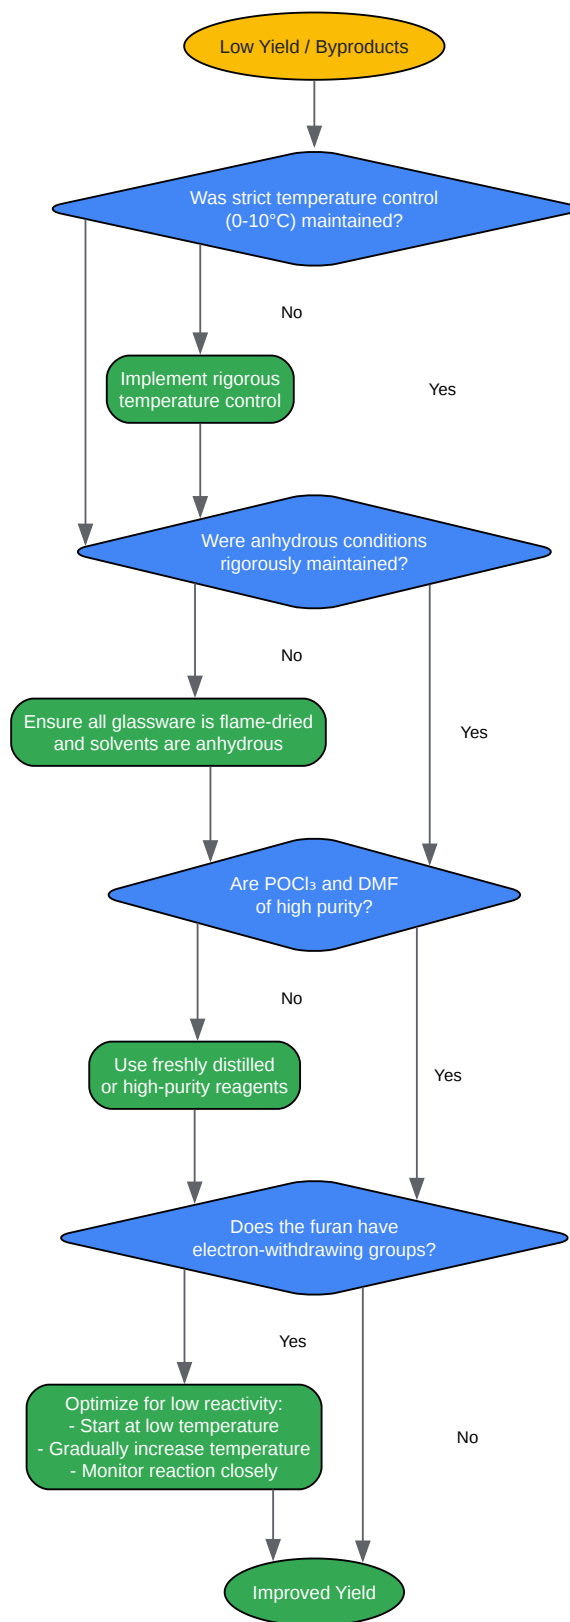 Low Yield / Byproducts
Was strict temperature control
(0-10°C) maintained?
No
Implement rigorous
temperature control
Yes
Were anhydrous conditions
rigorously maintained?
No
Ensure all glassware is flame-dried
and solvents are anhydrous
Yes
Are POCl₃ and DMF
of high purity?
No
Use freshly distilled
or high-purity reagents
Yes
Does the furan have
electron-withdrawing groups?
Yes
Optimize for low reactivity:
- Start at low temperature
- Gradually increase temperature
- Monitor reaction closely
No
Improved Yield